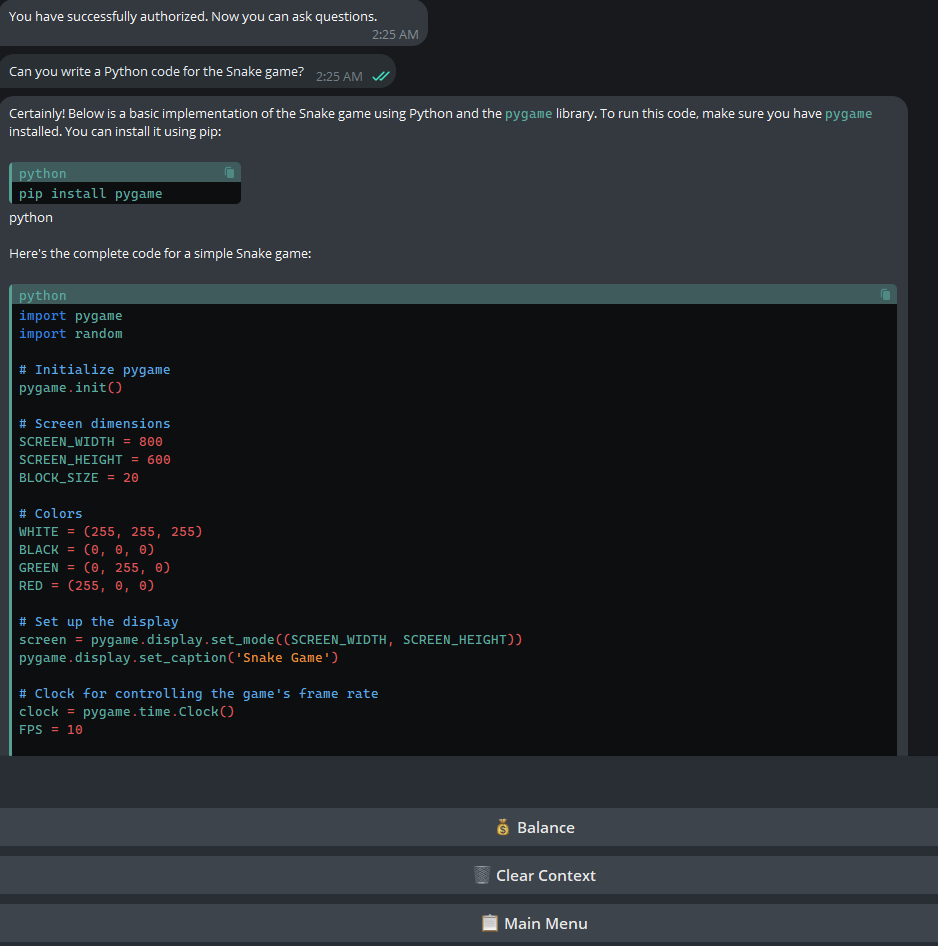 You have successfully authorized. Now you can ask questions.
2:25 AM
Can you write a Python code for the Snake game? 2:25 AM
Certainly! Below is a basic implementation of the Snake game using Python and the pygame library. To run this code, make sure you have pygame
installed. You can install it using pip:
python
pip install pygame
python
Here's the complete code for a simple Snake game:
python
import pygame
import random
# Initialize pygame
pygame.init()
# Screen dimensions
SCREEN_WIDTH = 800
SCREEN_HEIGHT = 600
BLOCK_SIZE = 20
# Colors
WHITE = (255, 255, 255)
BLACK = (0, 0, 0)
GREEN = (0, 255, 0)
RED = (255, 0, 0)
# Set up the display
screen = pygame.display.set_mode((SCREEN_WIDTH, SCREEN_HEIGHT))
pygame.display.set_caption('Snake Game')
# Clock for controlling the game's frame rate
clock = pygame.time.Clock()
FPS = 10
Balance
Clear Context
Main Menu